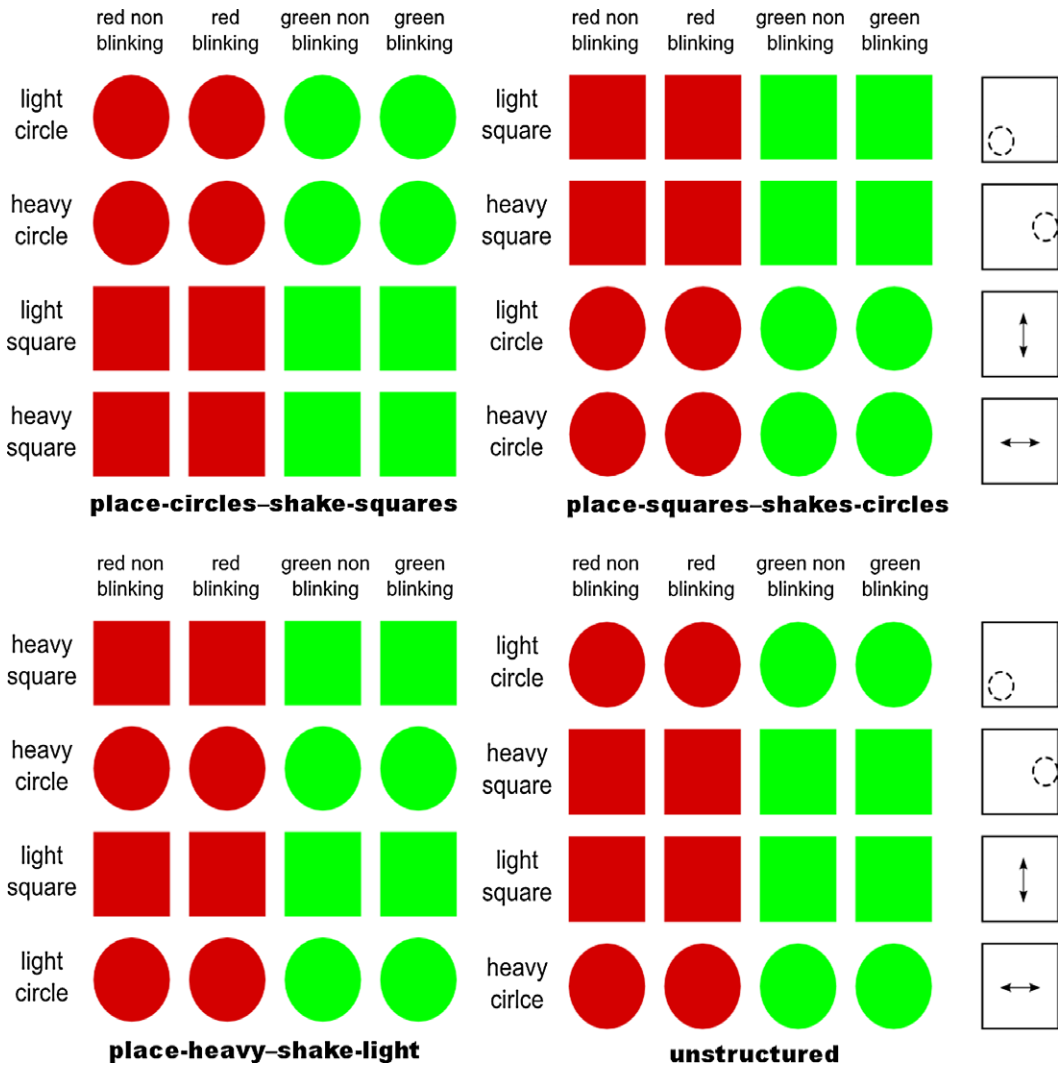 red non red green non green
blinking blinking blinking blinking
light
circle
heavy
circle
light
square
heavy
square
place-circles–shake-squares
red non red green non green
blinking blinking blinking blinking
light
square
heavy
square
light
circle
heavy
circle
place-squares–shakes-circles
red non red green non green
blinking blinking blinking blinking
heavy
square
heavy
circle
light
square
light
circle
place-heavy–shake-light
red non red green non green
blinking blinking blinking blinking
light
circle
heavy
square
light
square
heavy
cirlce
unstructured